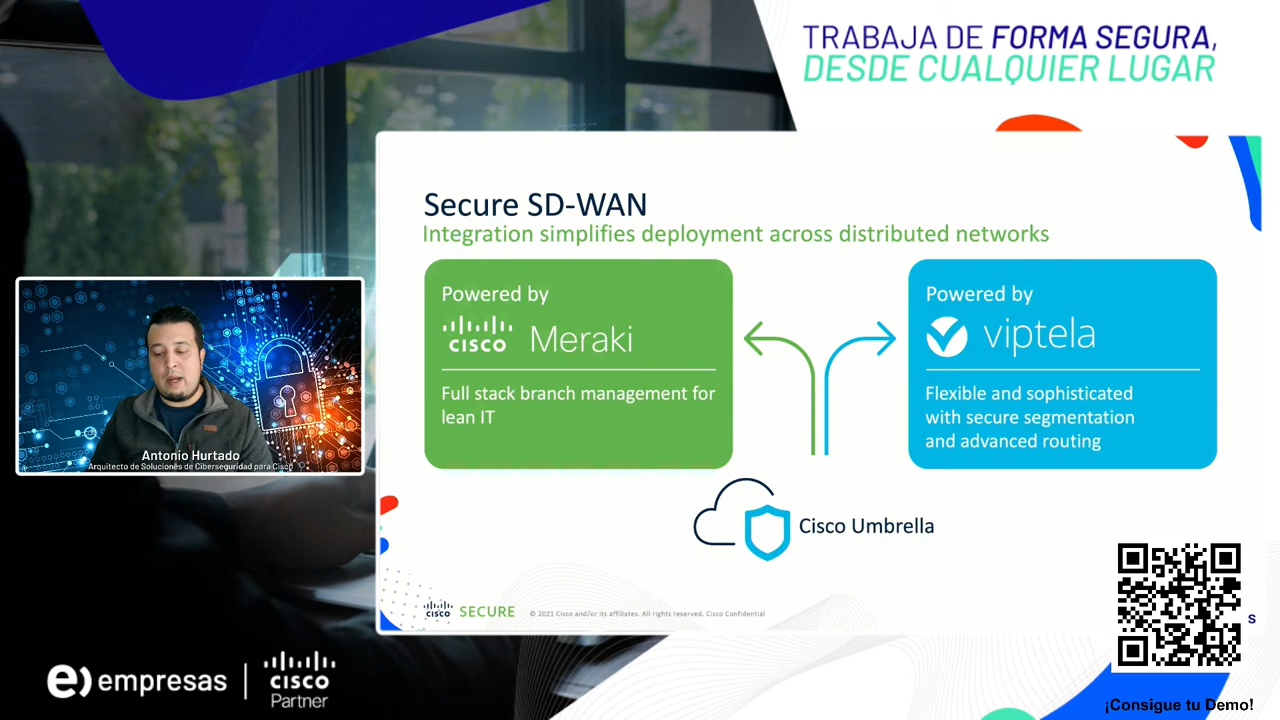 TRABAJA DE FORMA SEGURA,
DESDE CUALQUIER LUGAR
Secure SD-WAN
Integration simplifies deployment across distributed networks
Powered by
cisco Meraki
Full stack branch management for
lean IT
Powered by
viptela
Flexible and sophisticated
with secure segmentation
and advanced routing
Cisco Umbrella
cisco SECURE
© 2021 Cisco and/or its affiliates. All rights reserved. Cisco Confidential
Antonio Hurtado
Arquitecto de Soluciones de Ciberseguridad para Cisco
e) empresas
cisco
Partner
s
¡Consigue tu Demo!